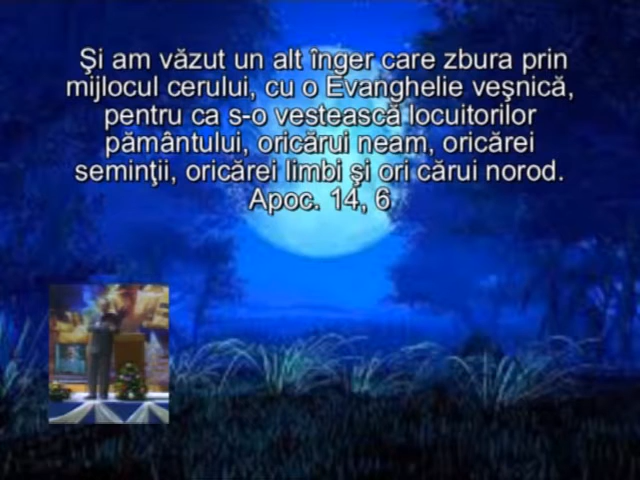 Şi am văzut un alt înger care zbura prin
mijlocul cerului, cu o Evanghelie veşnică,
pentru ca s-o vestească locuitorilor
pământului, oricărui neam, oricărei
seminţii, oricărei limbi şi ori cărui norod.
Apoc. 14, 6